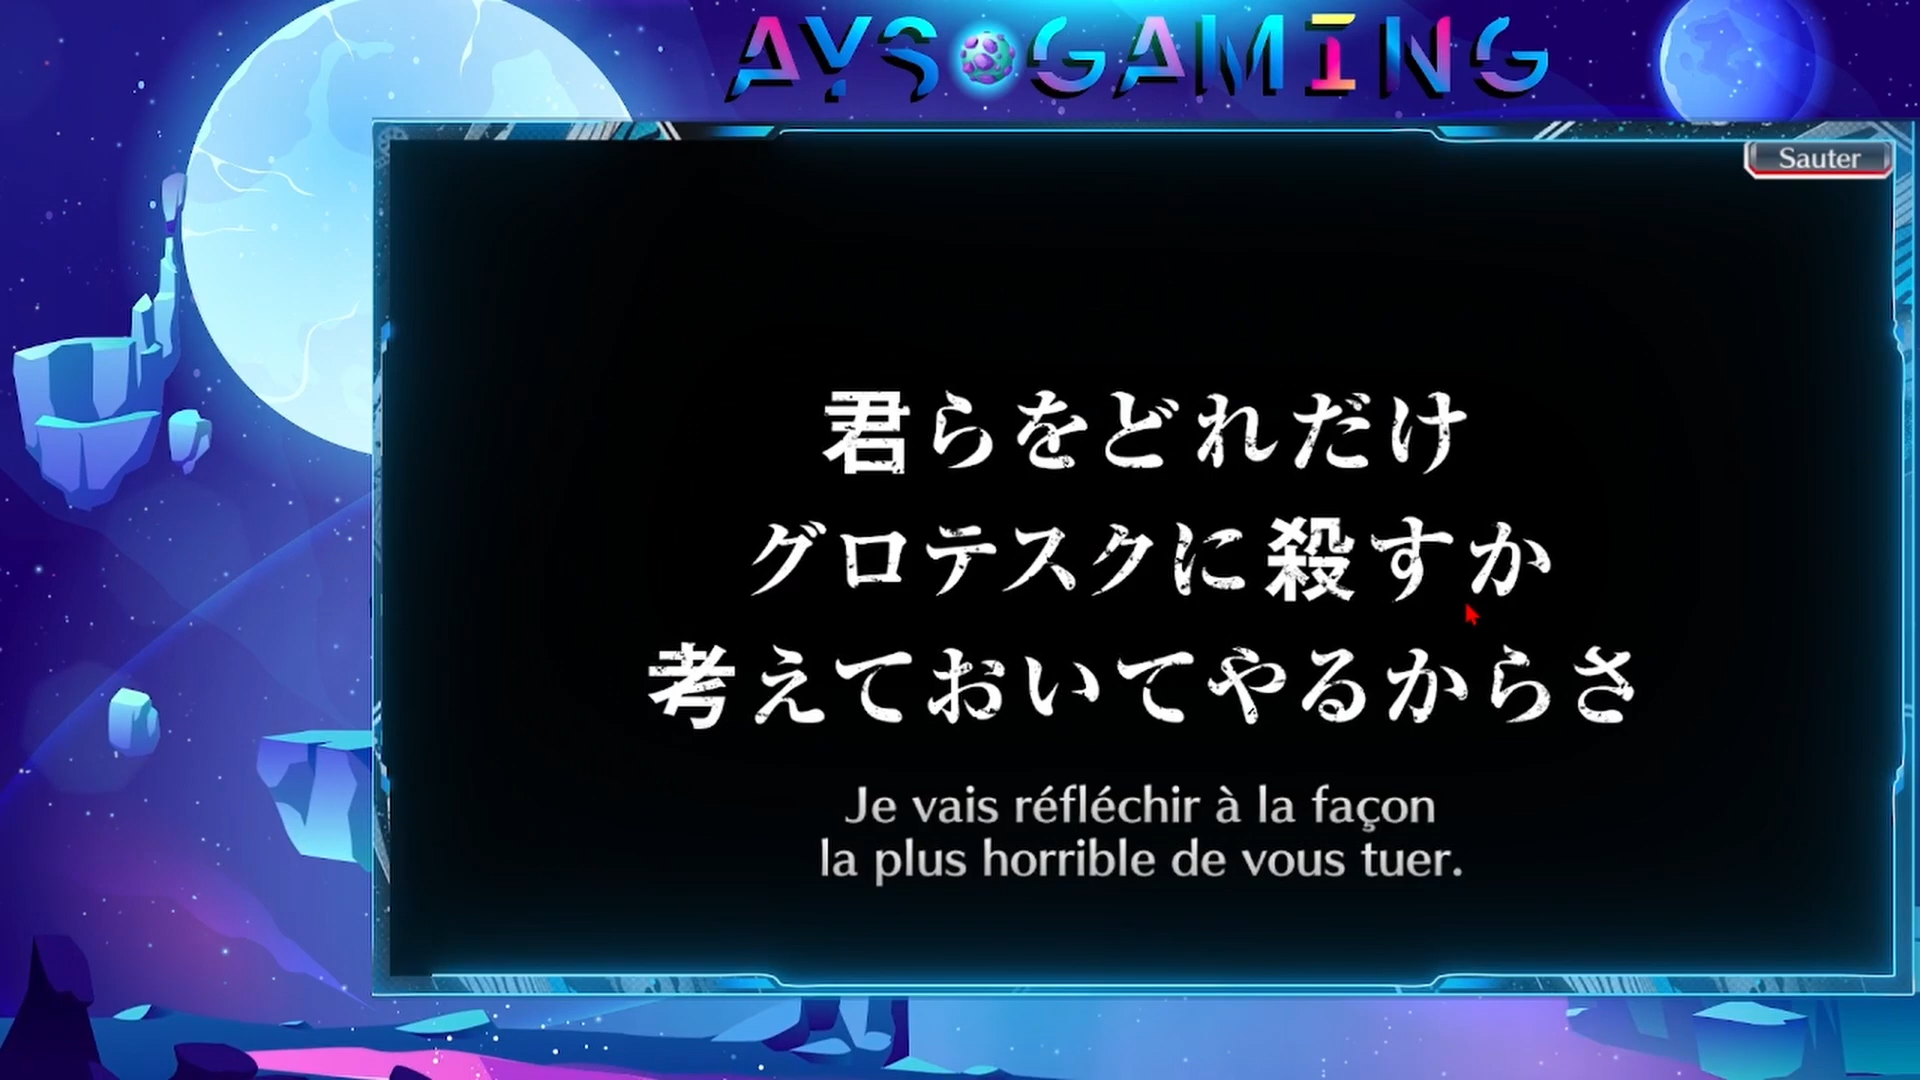 AYSOGAMING
Sauter
君らをどれだけ
グロテスクに殺すか
考えておいてやるからさ
Je vais réfléchir à la façon
la plus horrible de vous tuer.